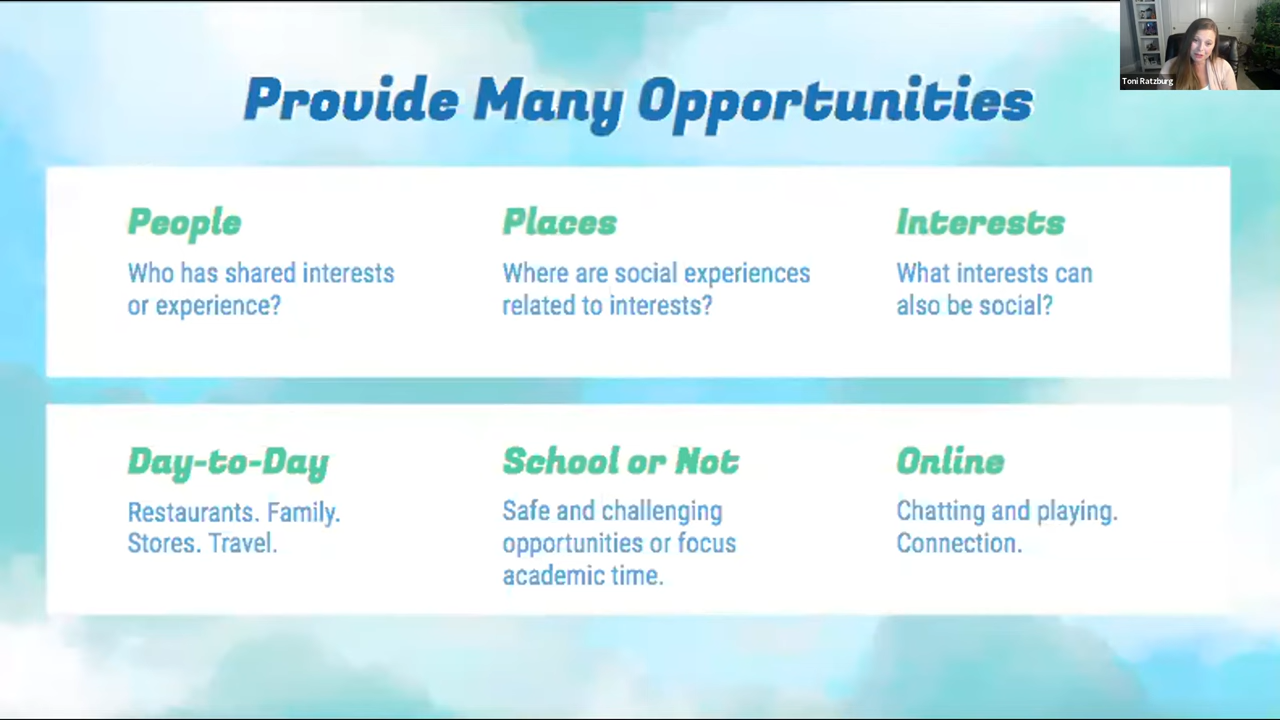 Provide Many Opportunities
Toni Ratzburg
People
Who has shared interests
or experience?
Places
Where are social experiences
related to interests?
Interests
What interests can
also be social?
Day-to-Day
Restaurants. Family.
Stores. Travel.
School or Not
Safe and challenging
opportunities or focus
academic time.
Online
Chatting and playing.
Connection.